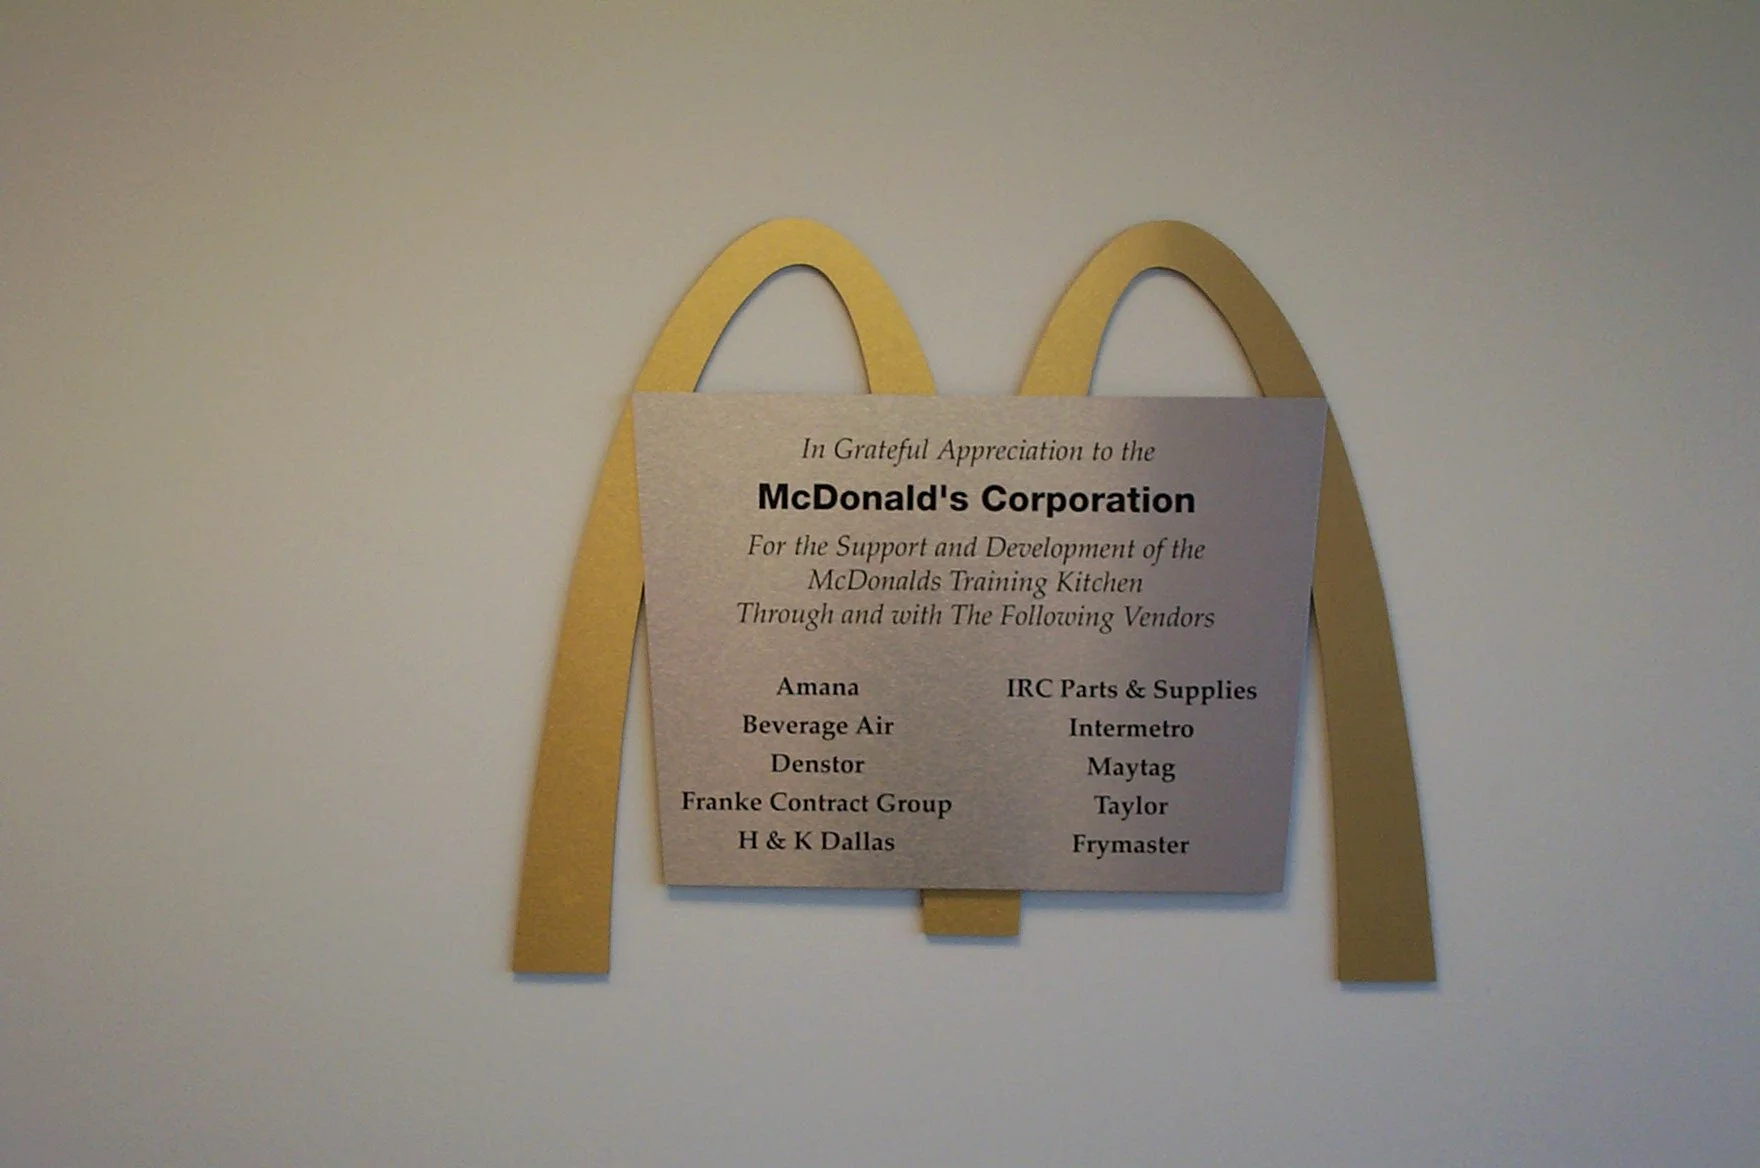 In Grateful Appreciation to the
McDonald's Corporation
For the Support and Development of the
McDonalds Training Kitchen
Through and with The Following Vendors
Amana
Beverage Air
Denstor
Franke Contract Group
H & K Dallas
IRC Parts & Supplies
Intermetro
Maytag
Taylor
Frymaster